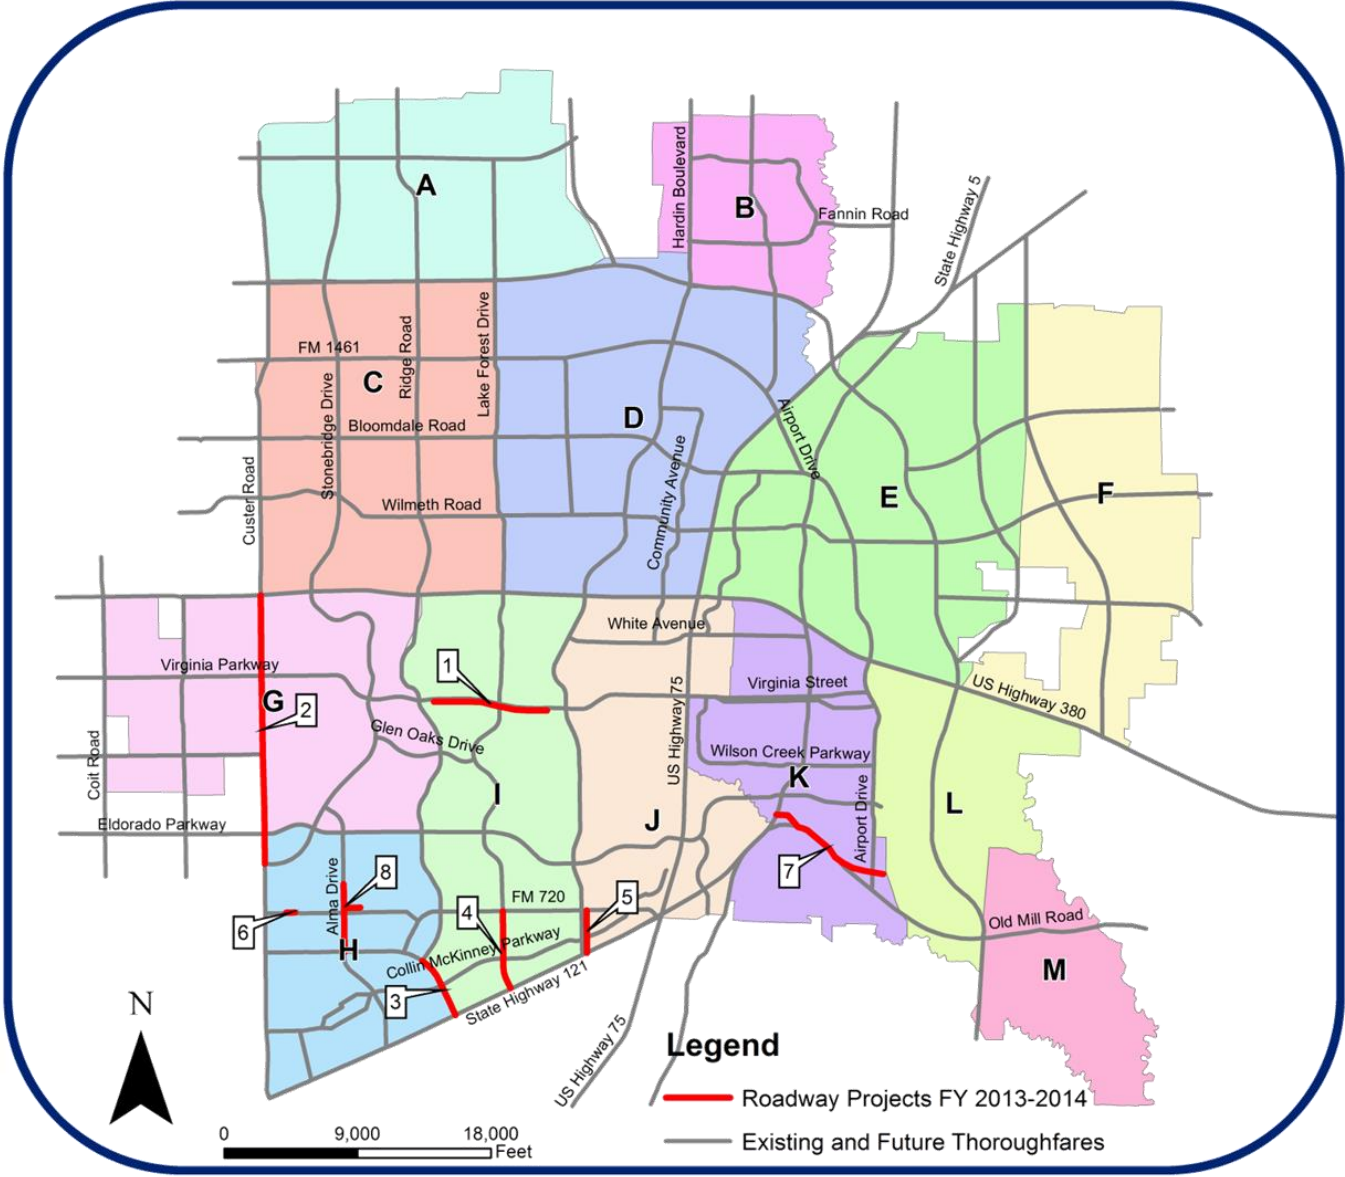 A
B
Hardin Boulevard
Fannin Road
State Highway 5
FM 1461
Ridge Road
Lake Forest Drive
C
Stonebridge Drive
Bloomdale Road
D
Airport Drive
Community Avenue
Custer Road
Wilmeth Road
E
F
White Avenue
1
Virginia Parkway
G
2
Glen Oaks Drive
US Highway 75
Virginia Street
US Highway 380
Wilson Creek Parkway
K
Coit Road
I
J
L
Airport Drive
Eldorado Parkway
7
Alma Drive
8
FM 720
5
4
6
H
Collin McKinney Parkway
3
State Highway 121
Old Mill Road
M
N
US Highway 75
Legend
Roadway Projects FY 2013-2014
Existing and Future Thoroughfares
0 9,000 18,000
Feet